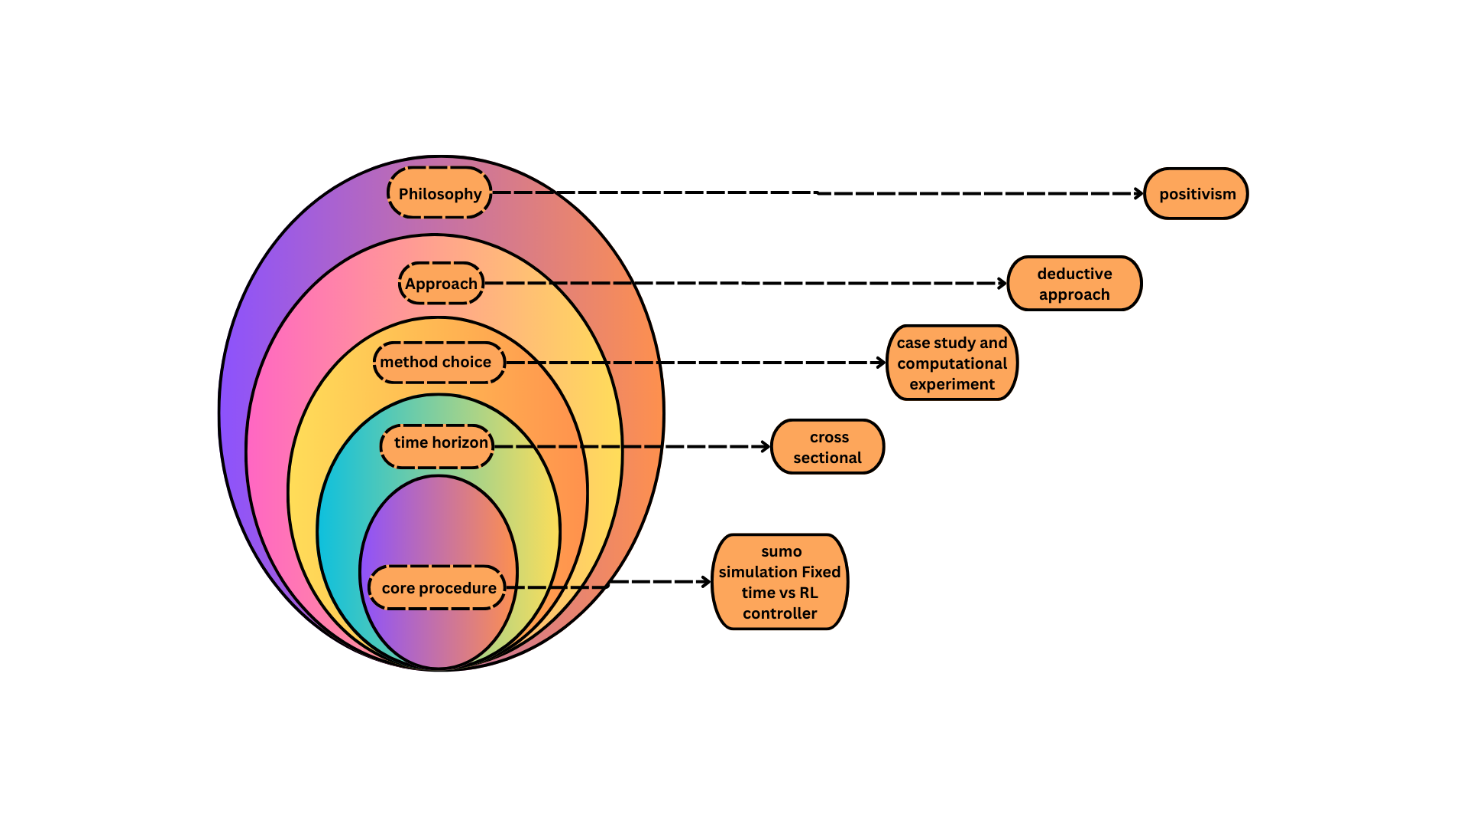 Philosophy
positivism
Approach
deductive
approach
method choice
case study and
computational
experiment
time horizon
cross
sectional
core procedure
sumo
simulation Fixed
time vs RL
controller